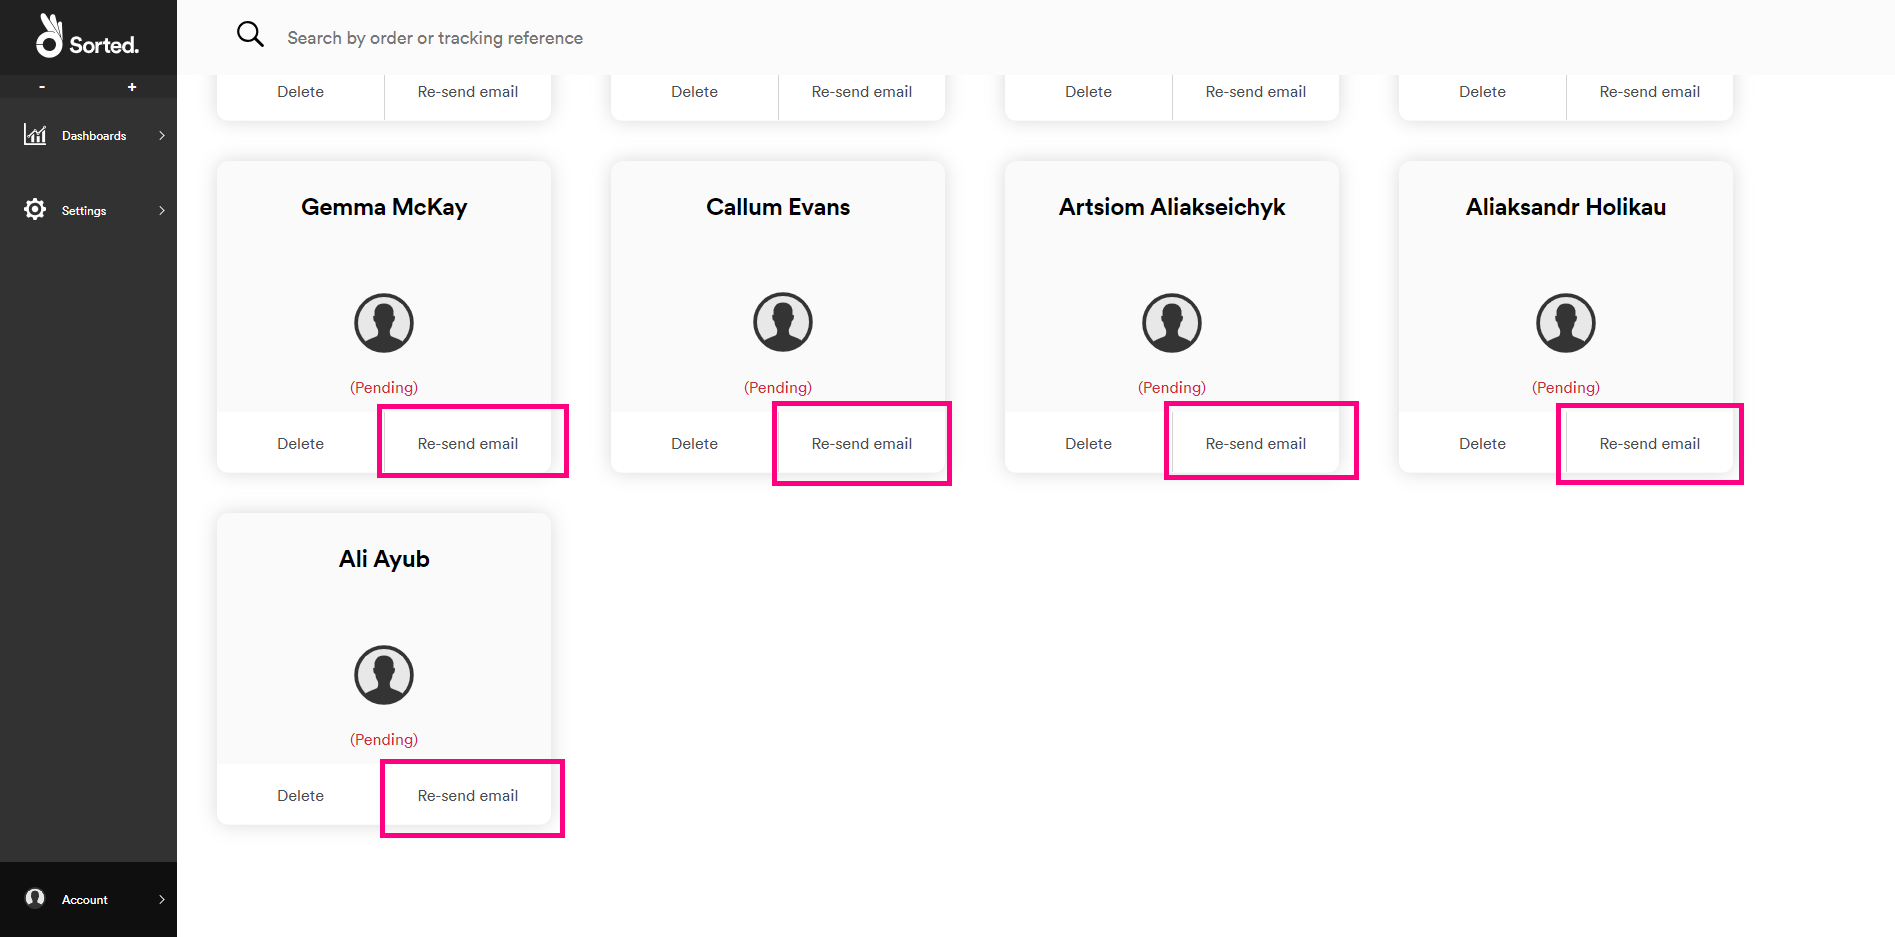 Sorted.
Search by order or tracking reference
- +
Delete Re-send email Delete Re-send email Delete Re-send email Delete Re-send email
Dashboards
Settings
Gemma McKay Callum Evans Artsiom Aliakseichyk Aliaksandr Holikau
(Pending) (Pending) (Pending) (Pending)
Delete Re-send email Delete Re-send email Delete Re-send email Delete Re-send email
Ali Ayub
(Pending)
Delete Re-send email
Account